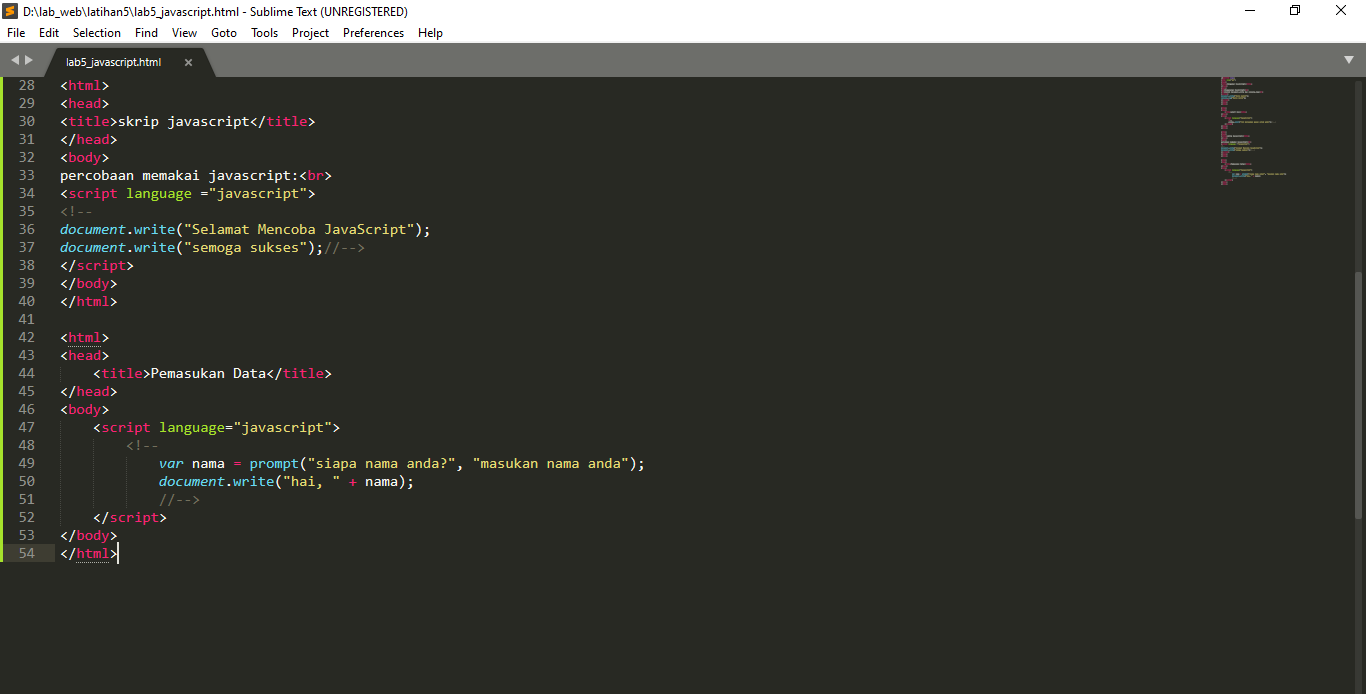 D:\lab_web\latihan5\lab5_javascript.html - Sublime Text (UNREGISTERED)
File Edit Selection Find View Goto Tools Project Preferences Help
lab5_javascript.html
28 <html>
29 <head>
30 <title>skrip javascript</title>
31 </head>
32 <body>
33 percobaan memakai javascript:<br>
34 <script language ="javascript">
35 <!--
36 document.write("Selamat Mencoba JavaScript");
37 document.write("semoga sukses");//-->
38 </script>
39 </body>
40 </html>
41
42 <html>
43 <head>
44     <title>Pemasukan Data</title>
45 </head>
46 <body>
47     <script language="javascript">
48         <!--
49             var nama = prompt("siapa nama anda?", "masukan nama anda");
50             document.write("hai, " + nama);
51             //-->
52     </script>
53 </body>
54 </html>